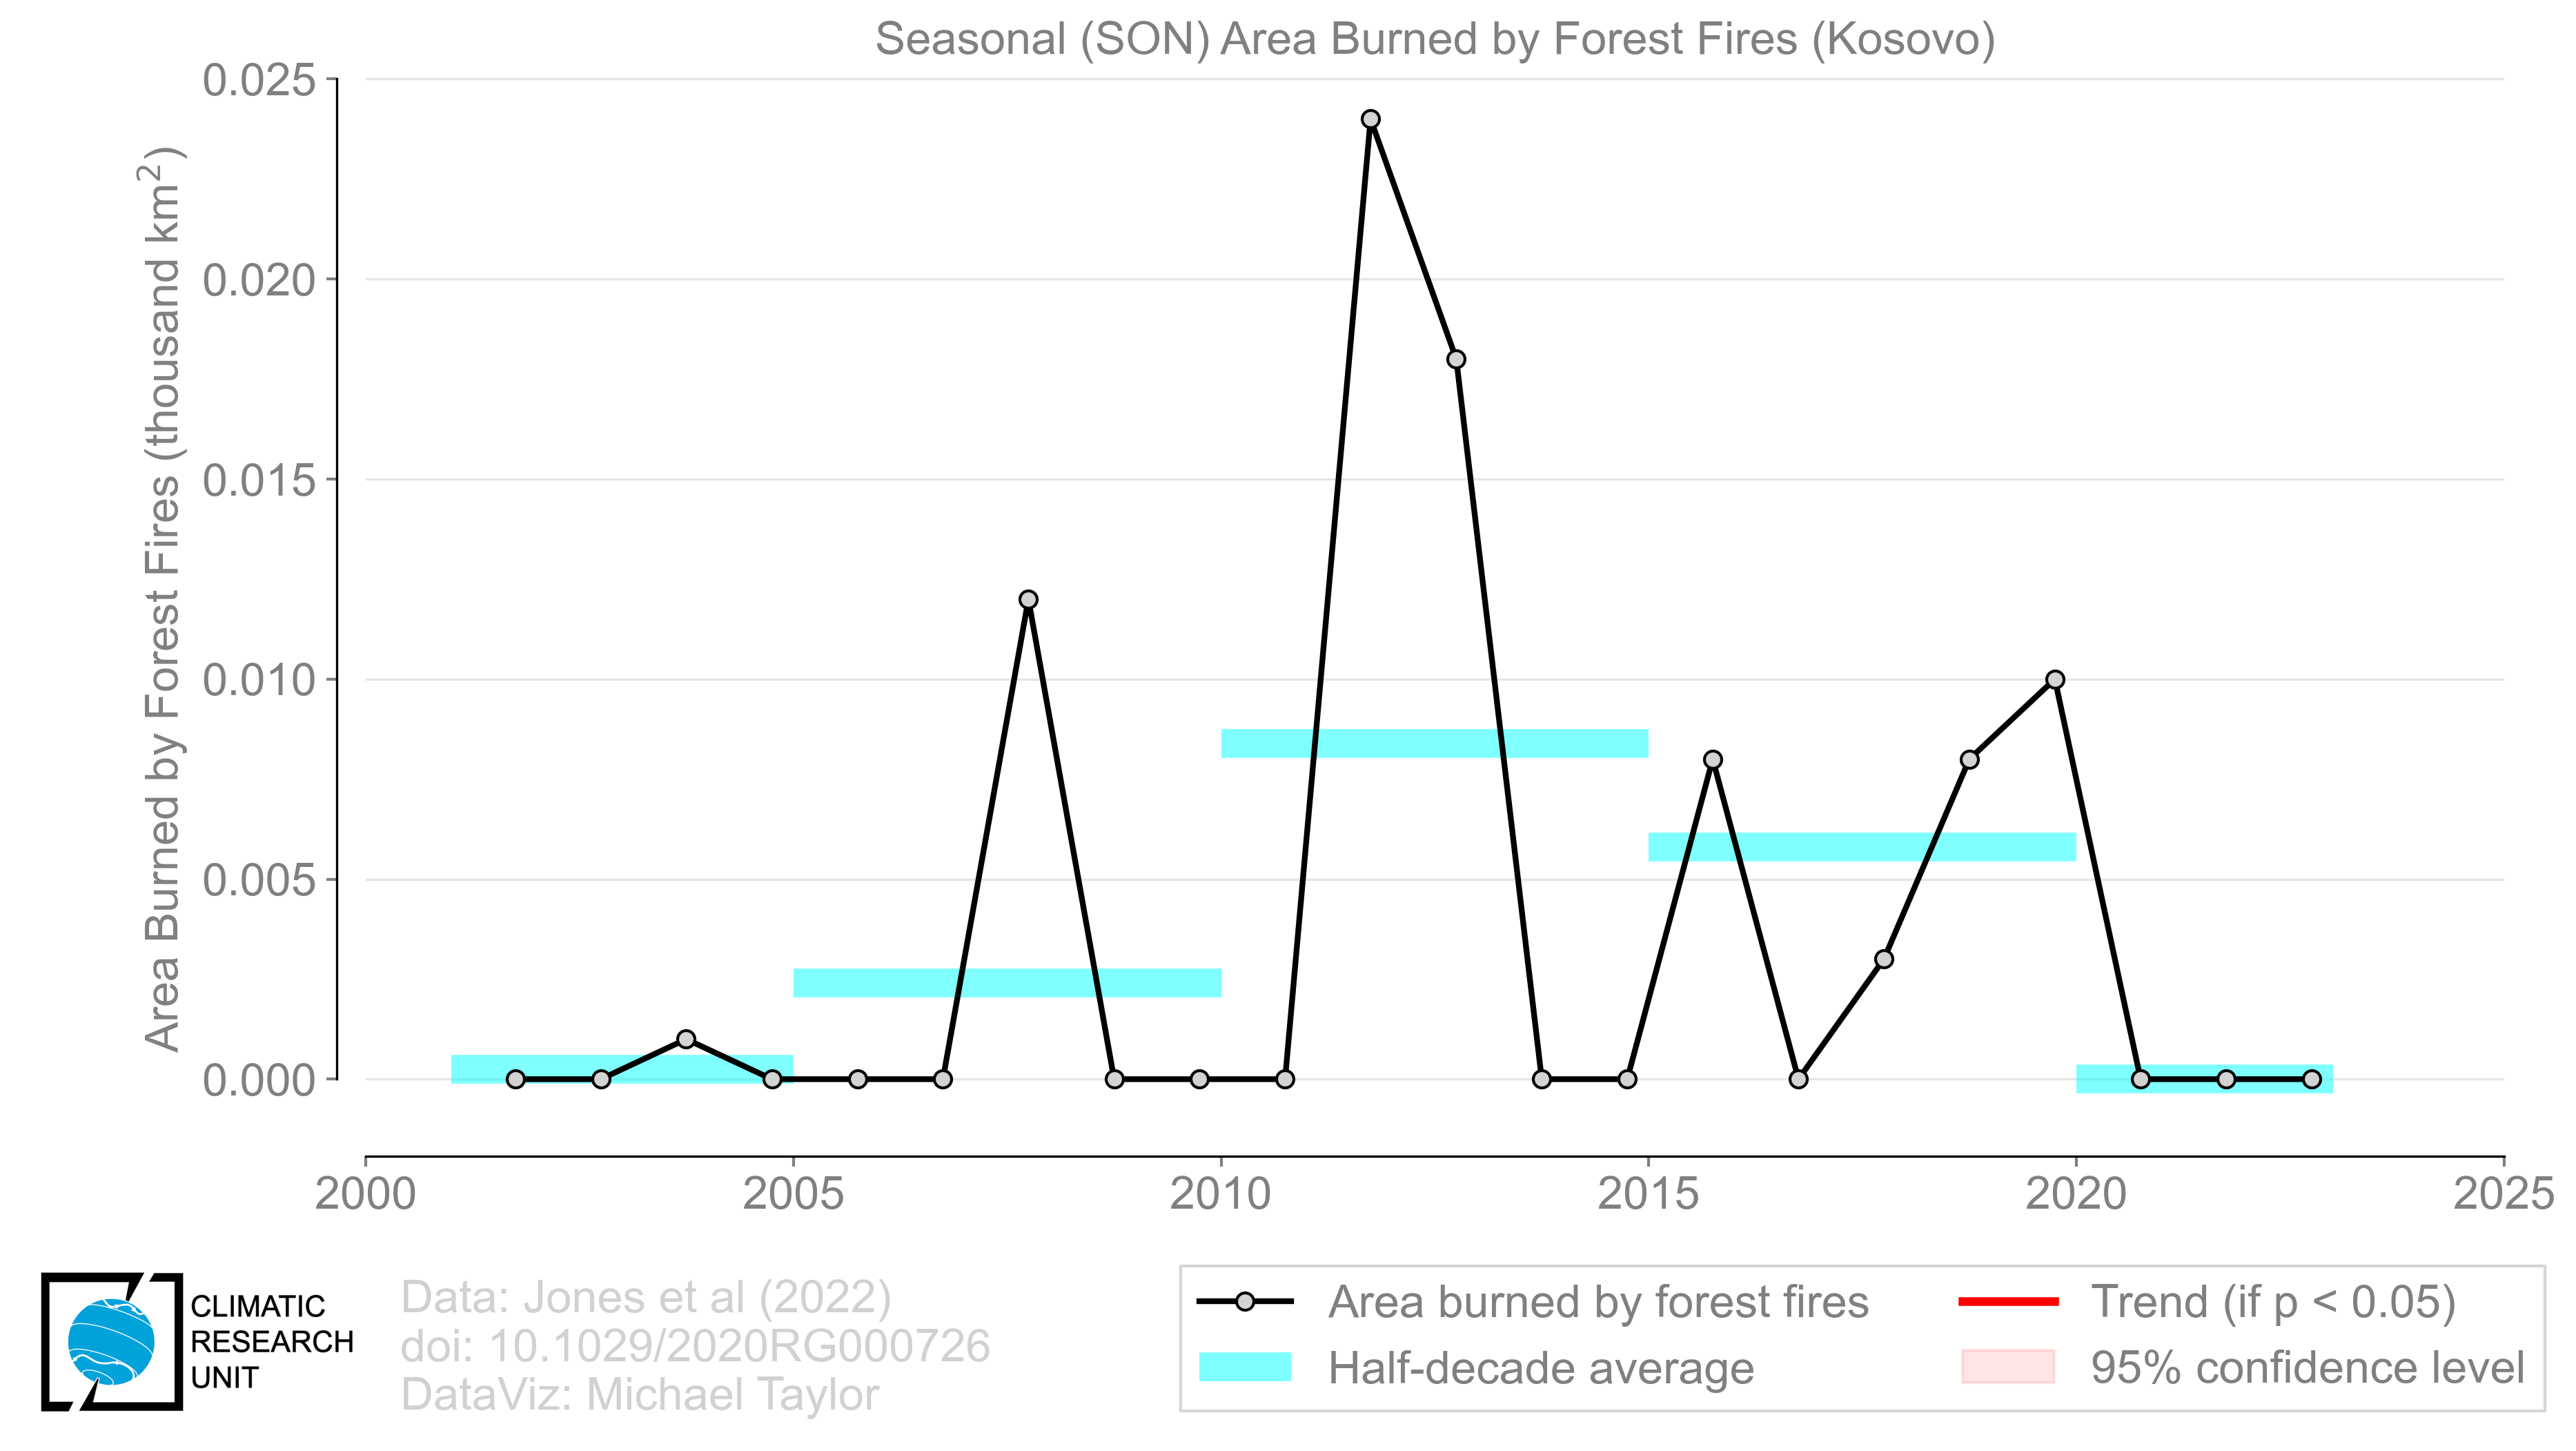 Seasonal (SON) Area Burned by Forest Fires (Kosovo)
Area Burned by Forest Fires (thousand km²)
0.025
0.020
0.015
0.010
0.005
0.000
2000 2005 2010 2015 2020 2025
CLIMATIC
RESEARCH
UNIT
Data: Jones et al (2022)
doi: 10.1029/2020RG000726
DataViz: Michael Taylor
Area burned by forest fires
Half-decade average
Trend (if p < 0.05)
95% confidence level